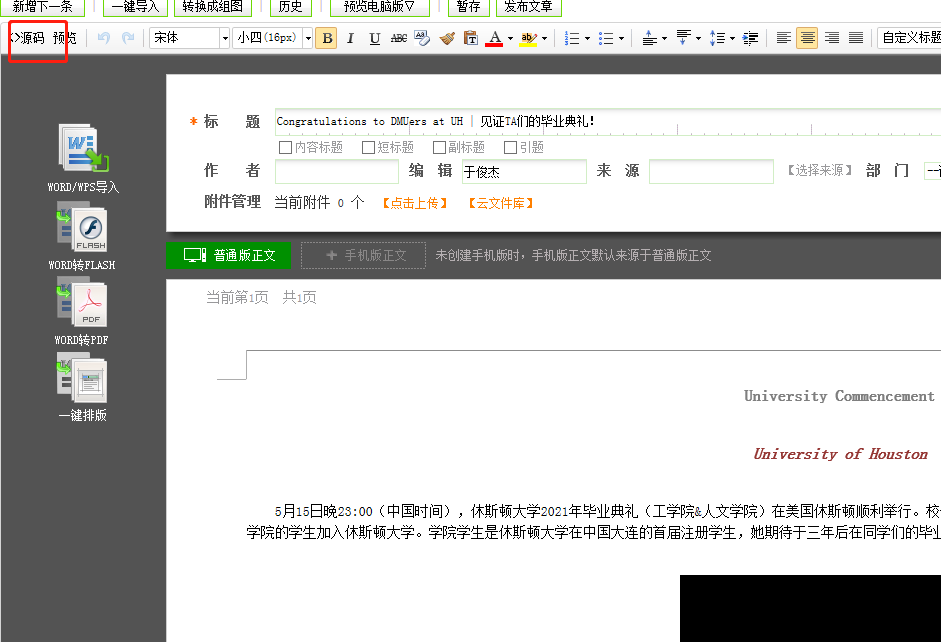 新增下一条 一键导入 转换成组图 历史 预览电脑版▽ 暂存 发布文章
<>源码 预览 宋体 小四(16px) B I U ABC A ab 自定义标题
* 标 题 Congratulations to DMUers at UH | 见证TA们的毕业典礼!
内容标题 短标题 副标题 引题
作 者 编 辑 于俊杰 来 源 【选择来源】 部 门
附件管理 当前附件 0 个 【点击上传】 【云文件库】
普通版正文 + 手机版正文 未创建手机版时，手机版正文默认来源于普通版正文
WORD/WPS导入
FLASH
WORD转FLASH
PDF
WORD转PDF
一键排版
当前第1页 共1页
University Commencement
University of Houston
5月15日晚23:00（中国时间），休斯顿大学2021年毕业典礼（工学院&人文学院）在美国休斯顿顺利举行。校
学院的学生加入休斯顿大学。学院学生是休斯顿大学在中国大连的首届注册学生，她期待于三年后在同学们的毕业